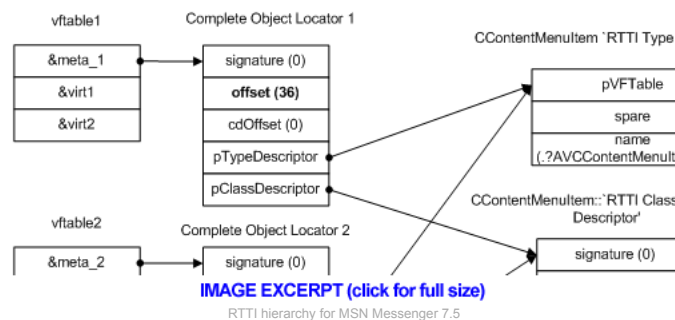 vftable1
&meta_1
&virt1
&virt2
Complete Object Locator 1
signature (0)
offset (36)
cdOffset (0)
pTypeDescriptor
pClassDescriptor
CContentMenuItem `RTTI Type
pVFTable
spare
name
(.?AVCContentMenuIt
vftable2
&meta_2
Complete Object Locator 2
signature (0)
CContentMenuItem::`RTTI Class
Descriptor'
signature (0)
IMAGE EXCERPT (click for full size)
RTTI hierarchy for MSN Messenger 7.5